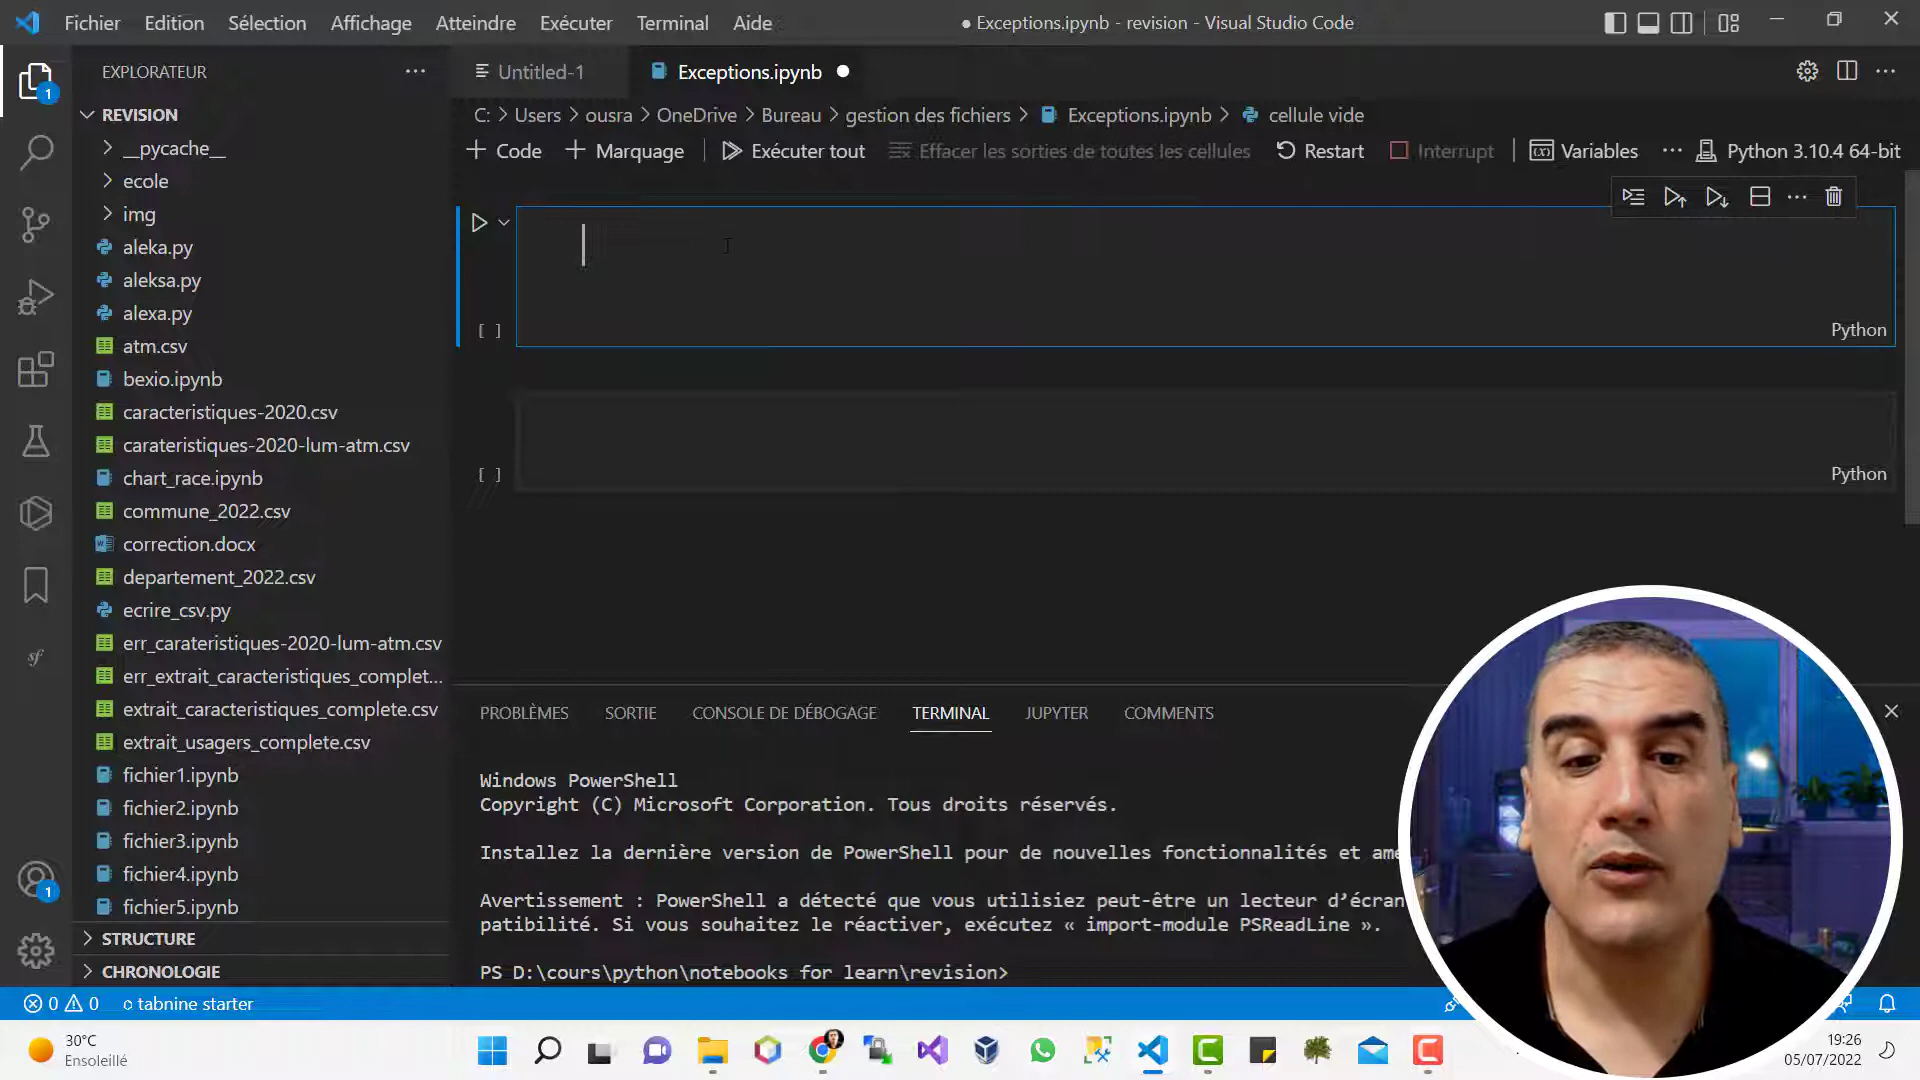 Fichier Edition Sélection Affichage Atteindre Exécuter Terminal Aide
● Exceptions.ipynb - revision - Visual Studio Code
EXPLORATEUR
Untitled-1
Exceptions.ipynb
C: > Users > ousra > OneDrive > Bureau > gestion des fichiers > Exceptions.ipynb > cellule vide
+ Code + Marquage Exécuter tout Effacer les sorties de toutes les cellules Restart Interrupt Variables ... Python 3.10.4 64-bit
1
REVISION
__pycache__
ecole
img
aleka.py
aleksa.py
alexa.py
atm.csv
bexio.ipynb
caracteristiques-2020.csv
carateristiques-2020-lum-atm.csv
chart_race.ipynb
commune_2022.csv
correction.docx
departement_2022.csv
ecrire_csv.py
err_carateristiques-2020-lum-atm.csv
err_extrait_caracteristiques_complet...
extrait_caracteristiques_complete.csv
extrait_usagers_complete.csv
fichier1.ipynb
fichier2.ipynb
fichier3.ipynb
fichier4.ipynb
fichier5.ipynb
STRUCTURE
CHRONOLOGIE
sf
1
[ ]
Python
[ ]
Python
PROBLÈMES SORTIE CONSOLE DE DÉBOGAGE TERMINAL JUPYTER COMMENTS
Windows PowerShell
Copyright (C) Microsoft Corporation. Tous droits réservés.
Installez la dernière version de PowerShell pour de nouvelles fonctionnalités et amé
Avertissement : PowerShell a détecté que vous utilisiez peut-être un lecteur d’écran
patibilité. Si vous souhaitez le réactiver, exécutez « import-module PSReadLine ».
PS D:\cours\python\notebooks for learn\revision>
0 0 tabnine starter
30°C
Ensoleillé
19:26
05/07/2022